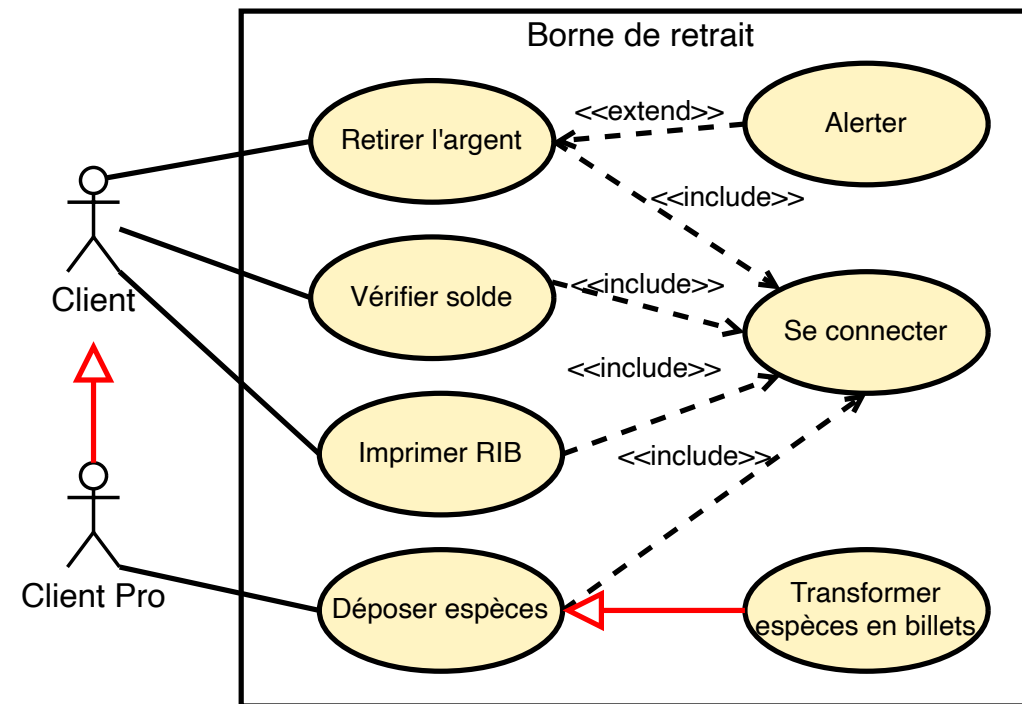 Borne de retrait
<<extend>>
Alerter
Retirer l'argent
<<include>>
Client
Vérifier solde
<<include>>
Se connecter
<<include>>
Imprimer RIB
<<include>>
Client Pro
Déposer espèces
Transformer
espèces en billets